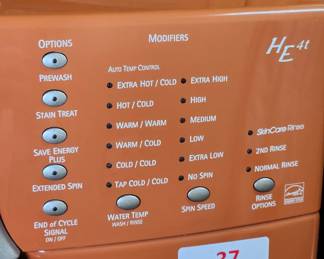 OPTIONS
PREWASH
STAIN TREAT
SAVE ENERGY
PLUS
EXTENDED SPIN
END OF CYCLE
SIGNAL
ON / OFF
MODIFIERS
AUTO TEMP CONTROL
EXTRA HOT / COLD
HOT / COLD
WARM / WARM
WARM / COLD
COLD / COLD
TAP COLD / COLD
WATER TEMP
WASH / RINSE
EXTRA HIGH
HIGH
MEDIUM
LOW
EXTRA LOW
NO SPIN
SPIN SPEED
HE4t
SkinCare Rinse
2ND RINSE
NORMAL RINSE
RINSE
OPTIONS
37